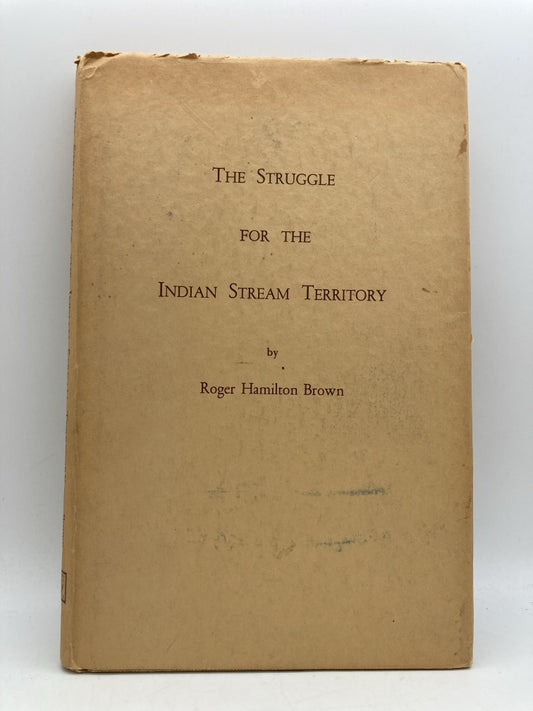 THE STRUGGLE
FOR THE
INDIAN STREAM TERRITORY
by
Roger Hamilton Brown